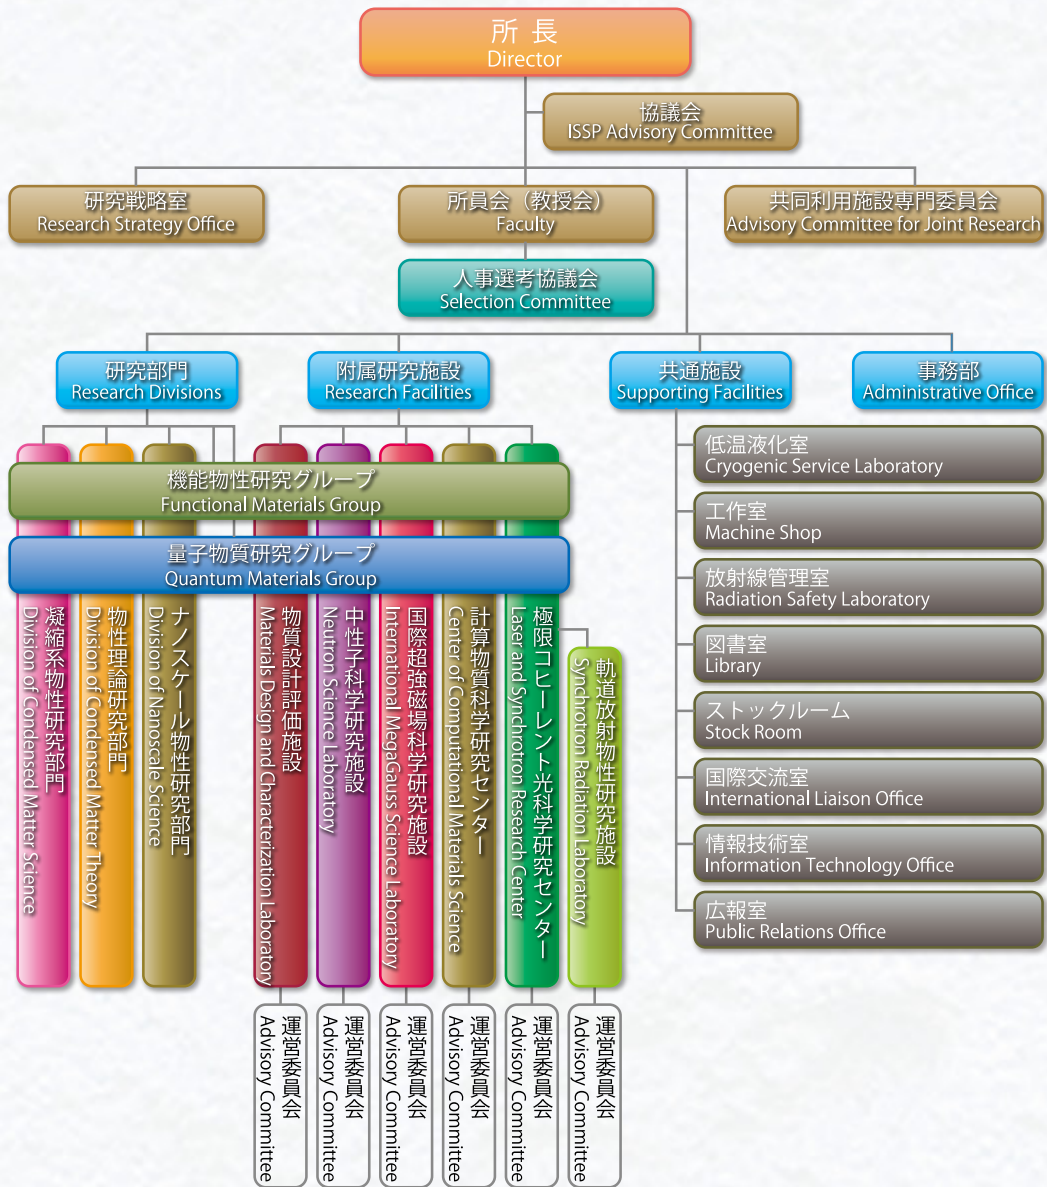 所 長
Director
協議会
ISSP Advisory Committee
研究戦略室
Research Strategy Office
所員会（教授会）
Faculty
共同利用施設専門委員会
Advisory Committee for Joint Research
人事選考協議会
Selection Committee
研究部門
Research Divisions
附属研究施設
Research Facilities
共通施設
Supporting Facilities
事務部
Administrative Office
機能物性研究グループ
Functional Materials Group
量子物質研究グループ
Quantum Materials Group
凝縮系物性研究部門
Division of Condensed Matter Science
物性理論研究部門
Division of Condensed Matter Theory
ナノスケール物性研究部門
Division of Nanoscale Science
物質設計評価施設
Materials Design and Characterization Laboratory
中性子科学研究施設
Neutron Science Laboratory
国際超強磁場科学研究施設
International MegaGauss Science Laboratory
計算物質科学研究センター
Center of Computational Materials Science
極限コヒーレント光科学研究センター
Laser and Synchrotron Research Center
軌道放射物性研究施設
Synchrotron Radiation Laboratory
低温液化室
Cryogenic Service Laboratory
工作室
Machine Shop
放射線管理室
Radiation Safety Laboratory
図書室
Library
ストックルーム
Stock Room
国際交流室
International Liaison Office
情報技術室
Information Technology Office
広報室
Public Relations Office
運営委員会
Advisory Committee
運営委員会
Advisory Committee
運営委員会
Advisory Committee
運営委員会
Advisory Committee
運営委員会
Advisory Committee
運営委員会
Advisory Committee